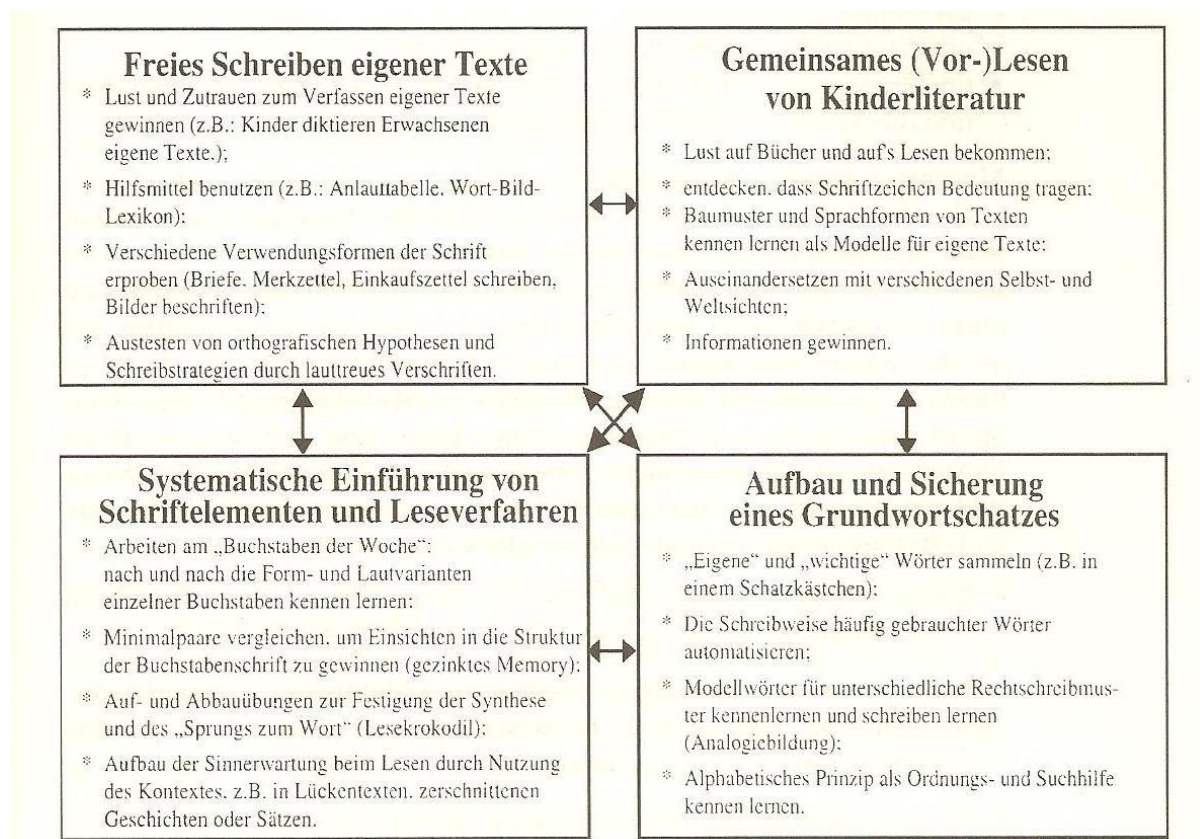 Freies Schreiben eigener Texte
* Lust und Zutrauen zum Verfassen eigener Texte
gewinnen (z.B.: Kinder diktieren Erwachsenen
eigene Texte.);
* Hilfsmittel benutzen (z.B.: Anlauttabelle. Wort-Bild-
Lexikon):
* Verschiedene Verwendungsformen der Schrift
erproben (Briefe. Merkzettel, Einkaufszettel schreiben.
Bilder beschriften):
* Austesten von orthografischen Hypothesen und
Schreibstrategien durch lauttreues Verschriften.
Gemeinsames (Vor-)Lesen
von Kinderliteratur
* Lust auf Bücher und auf's Lesen bekommen:
* entdecken. dass Schriftzeichen Bedeutung tragen:
* Baumuster und Sprachformen von Texten
kennen lernen als Modelle für eigene Texte:
* Auseinandersetzen mit verschiedenen Selbst- und
Weltsichten;
* Informationen gewinnen.
Systematische Einführung von
Schriftelementen und Leseverfahren
* Arbeiten am „Buchstaben der Woche“:
nach und nach die Form- und Lautvarianten
einzelner Buchstaben kennen lernen:
* Minimalpaare vergleichen. um Einsichten in die Struktur
der Buchstabenschrift zu gewinnen (gezinktes Memory):
* Auf- und Abbauübungen zur Festigung der Synthese
und des „Sprungs zum Wort“ (Lesekrokodil):
* Aufbau der Sinnerwartung beim Lesen durch Nutzung
des Kontextes. z.B. in Lückentexten. zerschnittenen
Geschichten oder Sätzen.
Aufbau und Sicherung
eines Grundwortschatzes
* „Eigene“ und „wichtige“ Wörter sammeln (z.B. in
einem Schatzkästchen):
* Die Schreibweise häufig gebrauchter Wörter
automatisieren;
* Modellwörter für unterschiedliche Rechtschreibmus-
ter kennenlernen und schreiben lernen
(Analogiebildung):
* Alphabetisches Prinzip als Ordnungs- und Suchhilfe
kennen lernen.